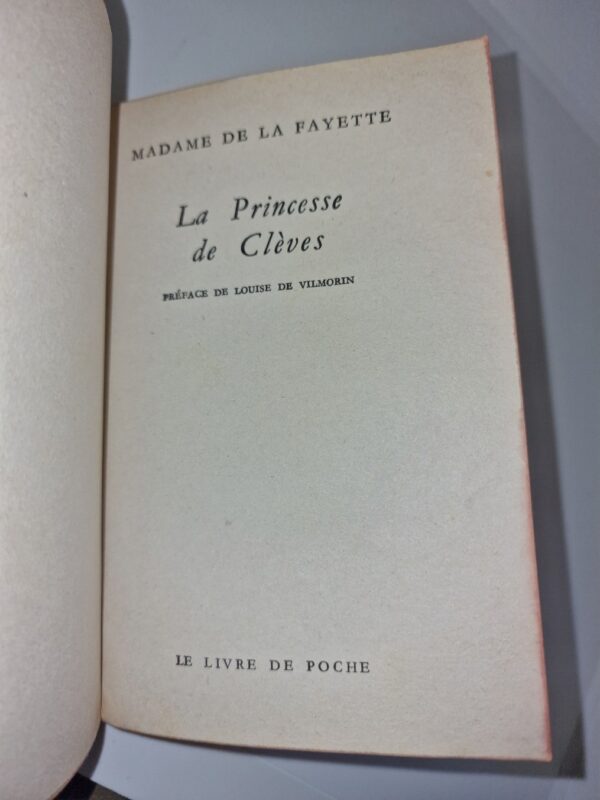 MADAME DE LA FAYETTE
La Princesse
de Clèves
PRÉFACE DE LOUISE DE VILMORIN
LE LIVRE DE POCHE